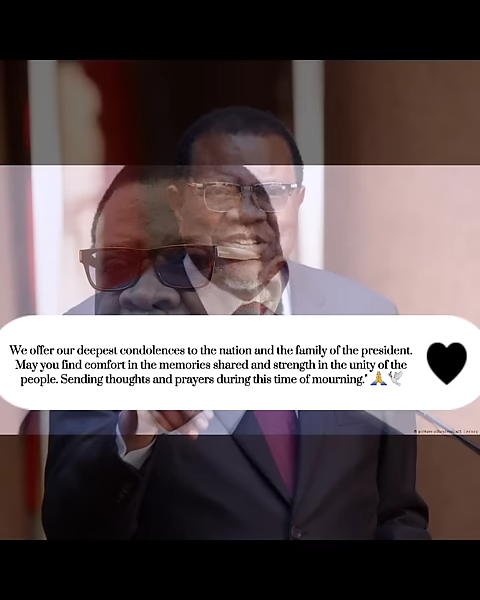 We offer our deepest condolences to the nation and the family of the president.
May you find comfort in the memories shared and strength in the unity of the
people. Sending thoughts and prayers during this time of mourning." 🙏🕊️